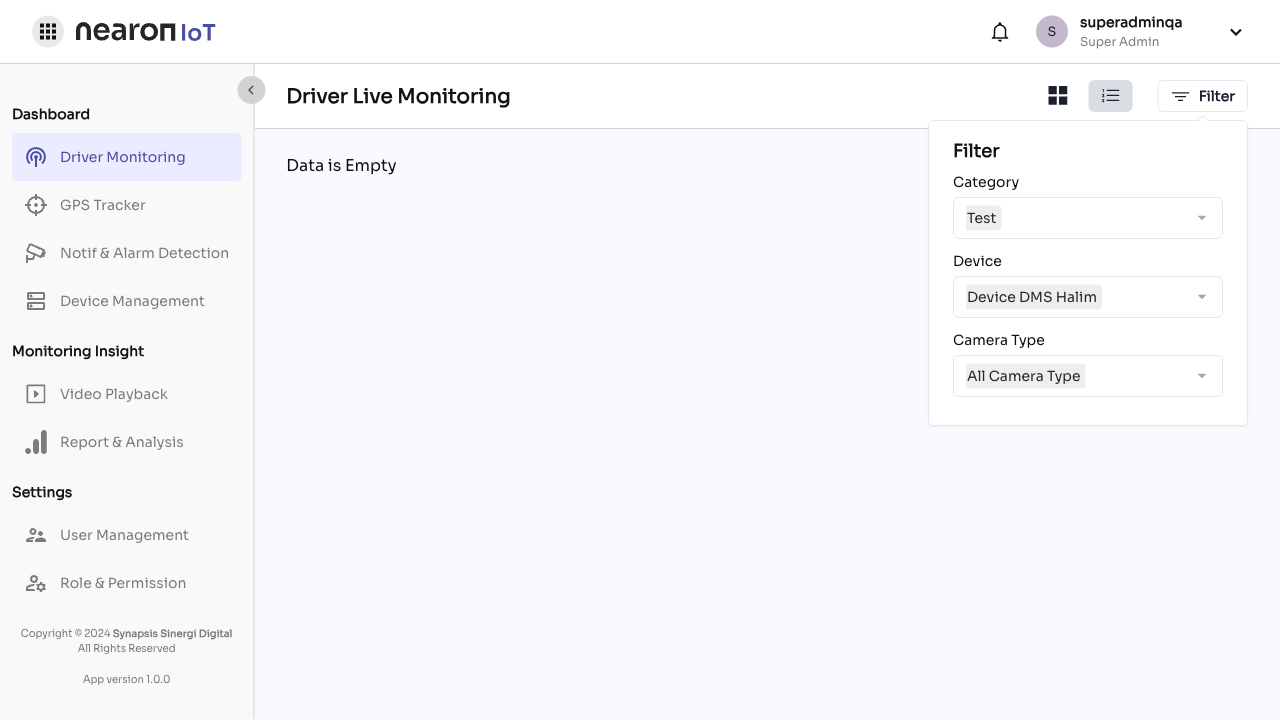 nearon IoT
S
superadminqa
Super Admin
Dashboard
Driver Monitoring
GPS Tracker
Notif & Alarm Detection
Device Management
Monitoring Insight
Video Playback
Report & Analysis
Settings
User Management
Role & Permission
Copyright © 2024 Synapsis Sinergi Digital
All Rights Reserved
App version 1.0.0
Driver Live Monitoring
Filter
Data is Empty
Filter
Category
Test
Device
Device DMS Halim
Camera Type
All Camera Type